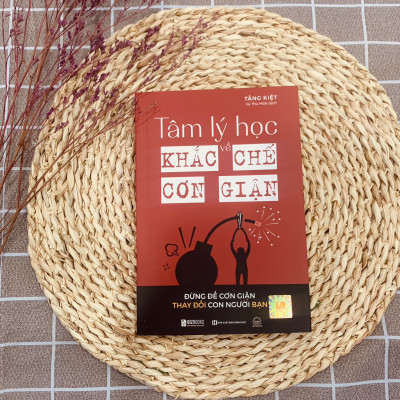 TĂNG KIỆT
Tâm lý học
về
KHẮC CHẾ
CƠN GIẬN
ĐỪNG ĐỂ CƠN GIẬN
THAY ĐỔI CON NGƯỜI BẠN
BIZBOOKS